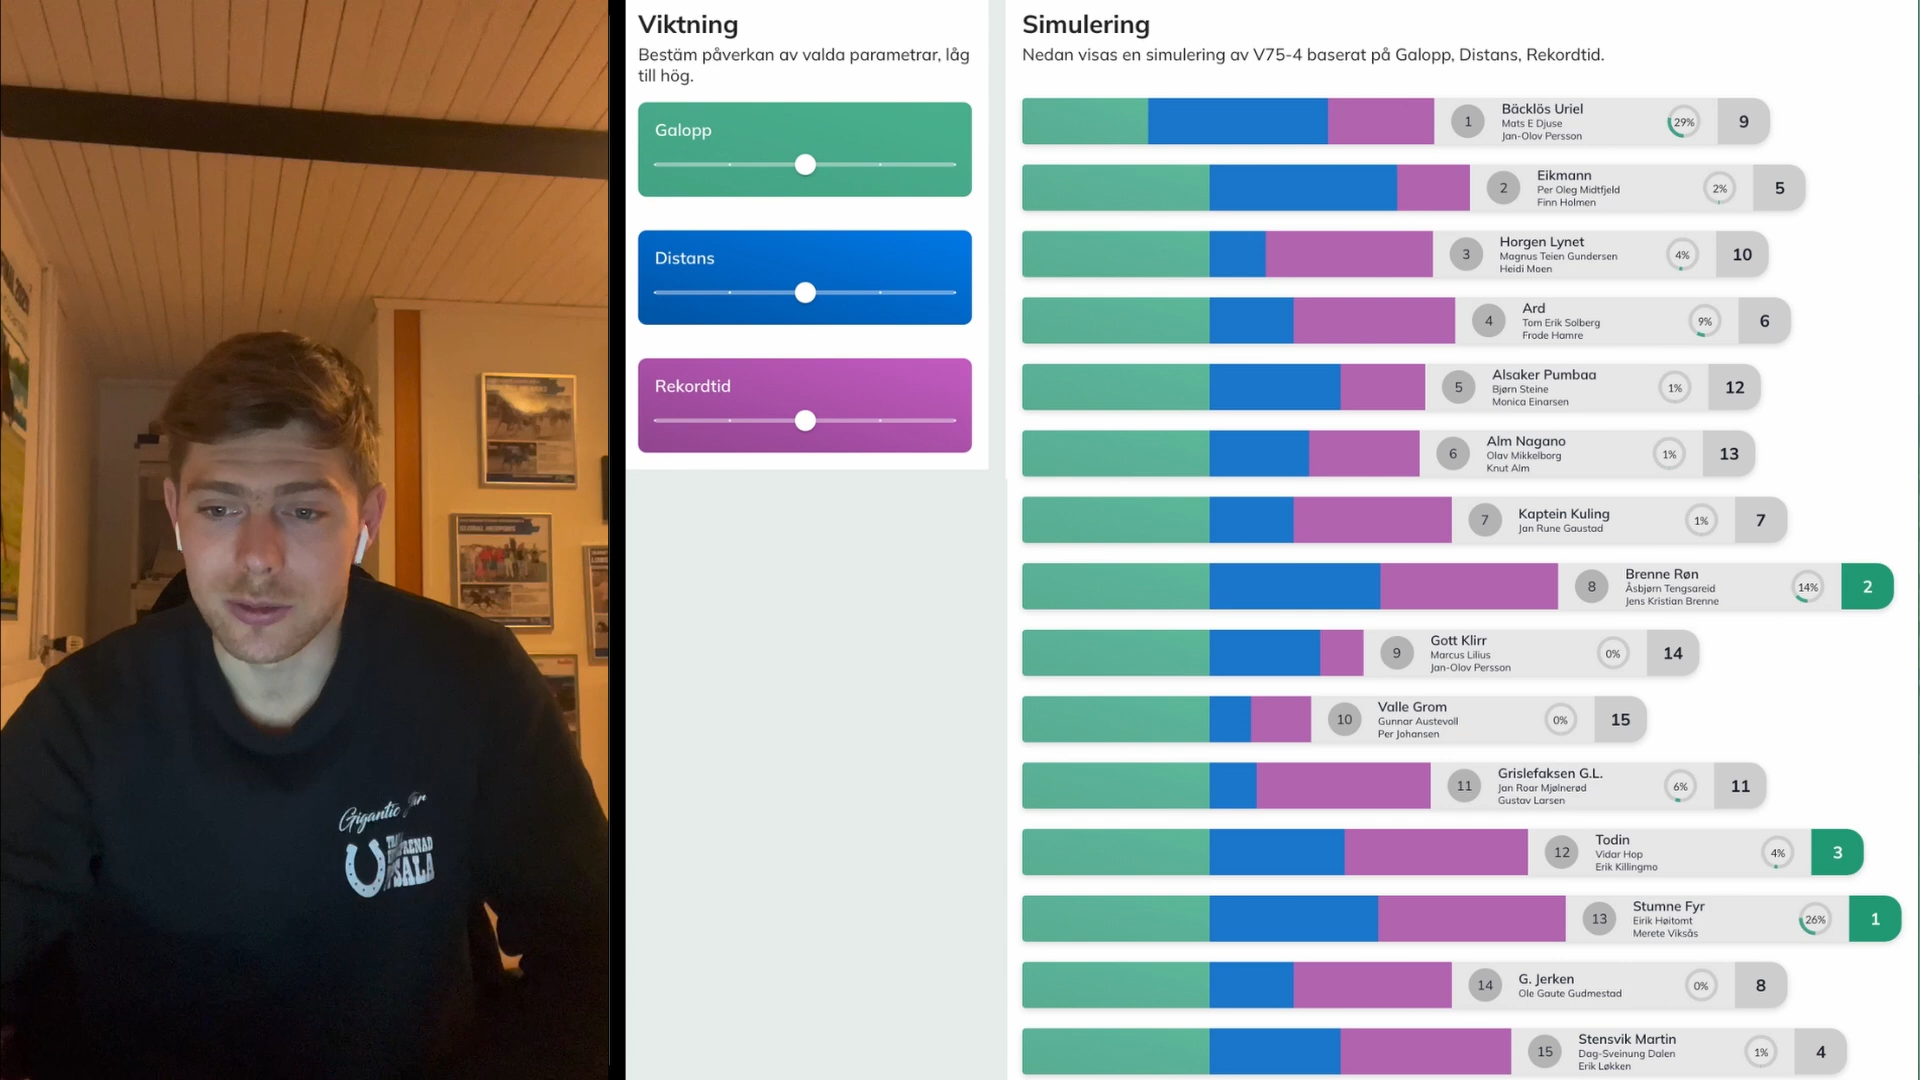 Viktning
Bestäm påverkan av valda parametrar, låg
till hög.
Galopp
Distans
Rekordtid
Simulering
Nedan visas en simulering av V75-4 baserat på Galopp, Distans, Rekordtid.
1 Bäcklös Uriel 29% 9
Mats E Djuse
Jan-Olov Persson
2 Eikmann 2% 5
Per Oleg Midtfjeld
Finn Holmen
3 Horgen Lynet 4% 10
Magnus Teien Gundersen
Heidi Moen
4 Ard 9% 6
Tom Erik Solberg
Frode Hamre
5 Alsaker Pumbaa 1% 12
Bjørn Steine
Monica Einarsen
6 Alm Nagano 1% 13
Olav Mikkelborg
Knut Alm
7 Kaptein Kuling 1% 7
Jan Rune Gaustad
8 Brenne Røn 14% 2
Åsbjørn Tengsareid
Jens Kristian Brenne
9 Gott Klirr 0% 14
Marcus Lilius
Jan-Olov Persson
10 Valle Grom 0% 15
Gunnar Austevoll
Per Johansen
11 Grislefaksen G.L. 6% 11
Jan Roar Mjølnerød
Gustav Larsen
12 Todin 4% 3
Vidar Hop
Erik Killingmo
13 Stumne Fyr 26% 1
Eirik Høitomt
Merete Viksås
14 G. Jerken 0% 8
Ole Gaute Gudmestad
15 Stensvik Martin 1% 4
Dag-Sveinung Dalen
Erik Løkken
Gigantic